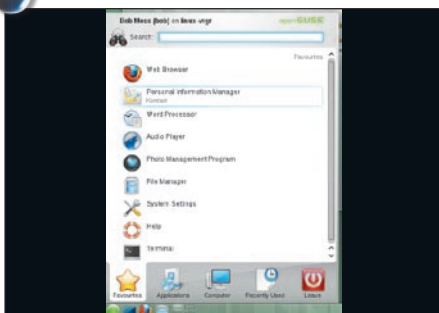 Bob Moss (bob) on linux-vngr openSUSE
Search:
Favourites
Web Browser
Personal Information Manager
Kontact
Word Processor
Audio Player
Photo Management Program
File Manager
System Settings
Help
Terminal
Favourites Applications Computer Recently Used Leave